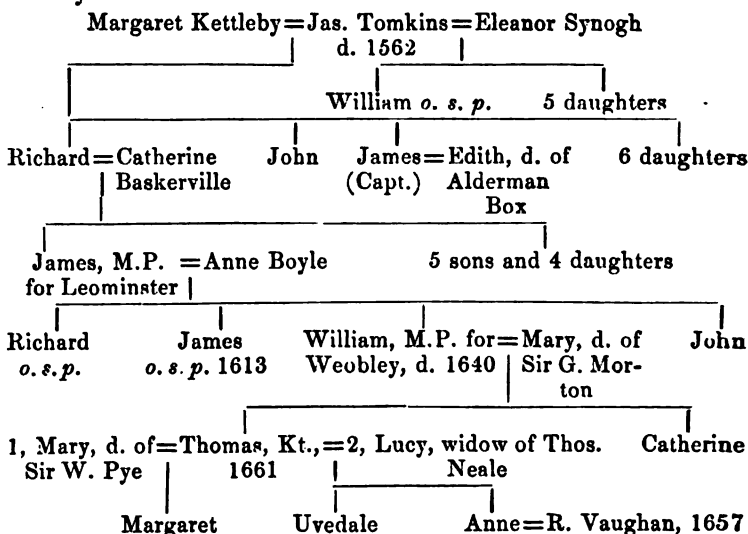 Margaret Kettleby=Jas. Tomkins=Eleanor Synogh
d. 1562
William o. s. p. 5 daughters
Richard=Catherine John James=Edith, d. of 6 daughters
Baskerville (Capt.) Alderman
Box
James, M.P. =Anne Boyle 5 sons and 4 daughters
for Leominster
Richard James William, M.P. for=Mary, d. of John
o. s. p. o. s. p. 1613 Weobley, d. 1640 Sir G. Mor-
ton
1, Mary, d. of=Thomas, Kt.,=2, Lucy, widow of Thos. Catherine
Sir W. Pye 1661 Neale
Margaret Uvedale Anne=R. Vaughan, 1657